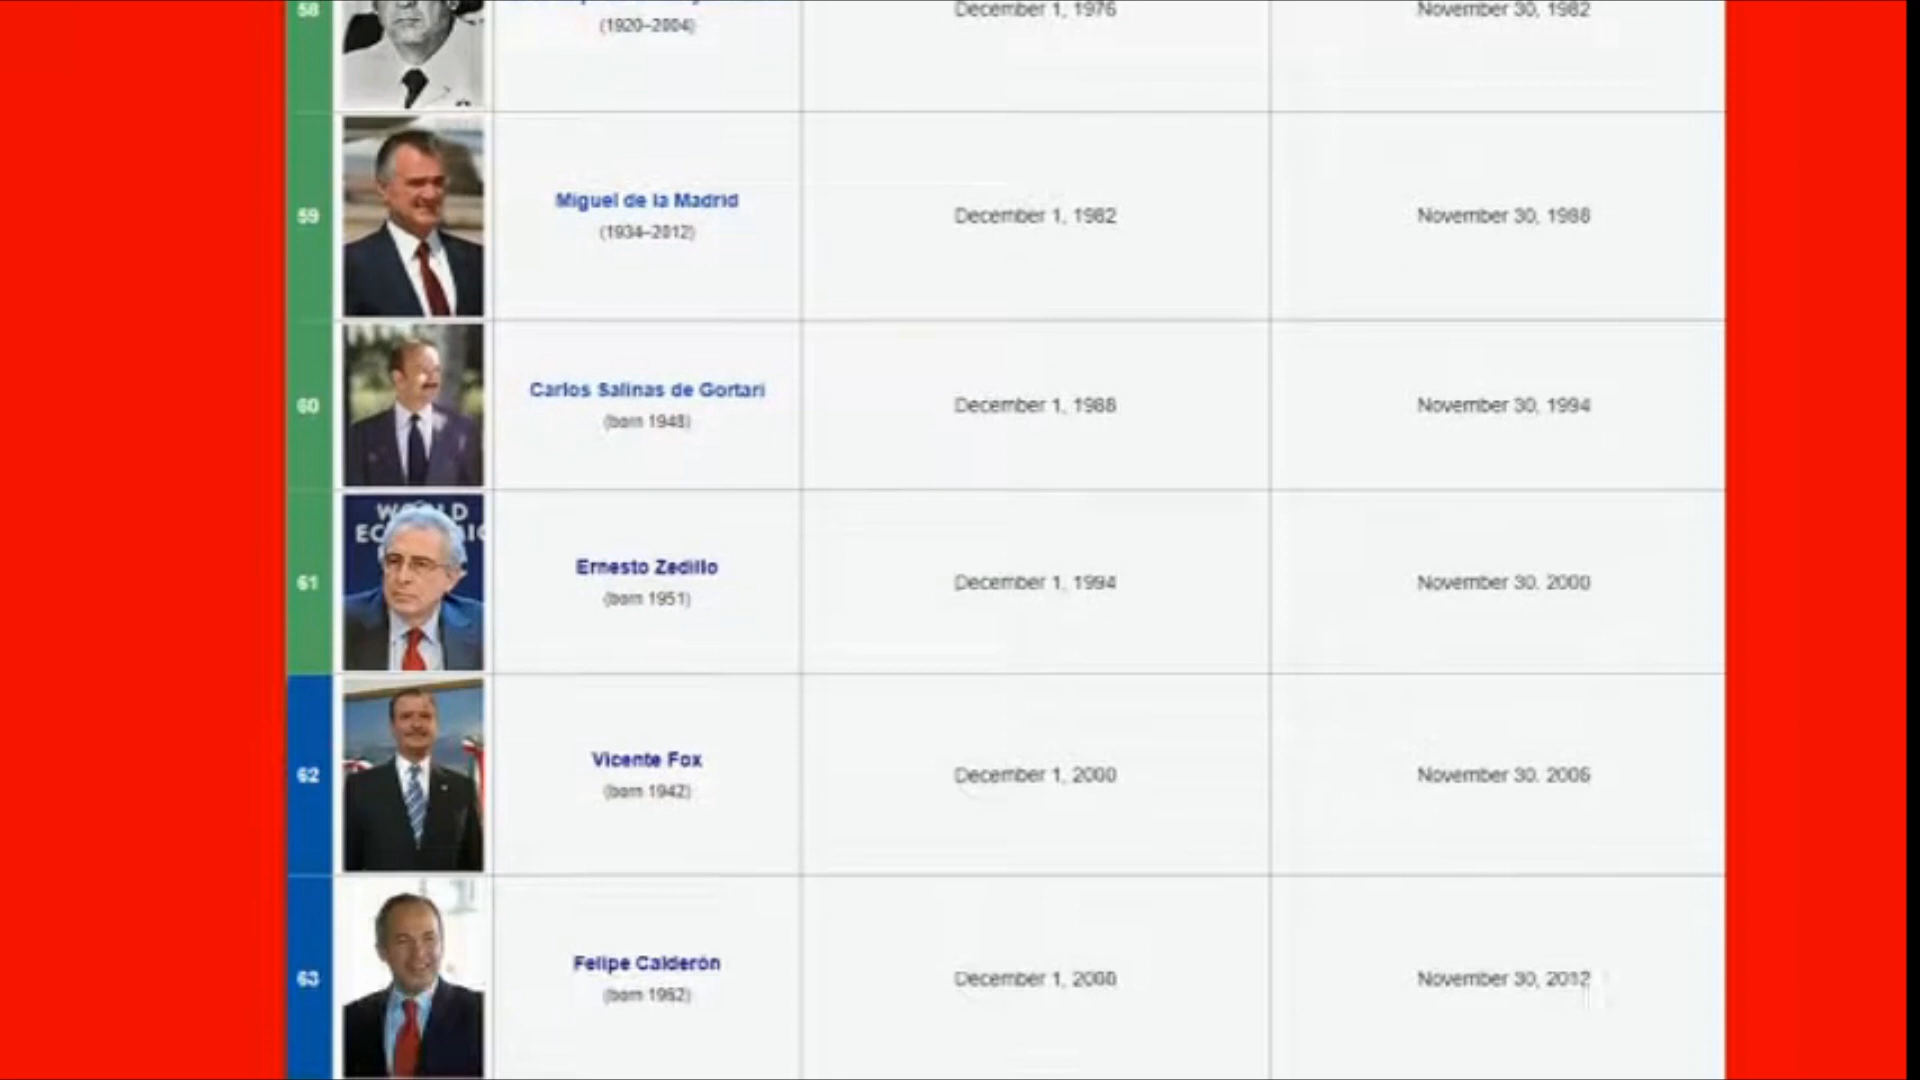 58
(1920–2004)
December 1, 1976
November 30, 1982
59
Miguel de la Madrid
(1934–2012)
December 1, 1982
November 30, 1988
60
Carlos Salinas de Gortari
(born 1948)
December 1, 1988
November 30, 1994
WORLD
ECONOMIC
61
Ernesto Zedillo
(born 1951)
December 1, 1994
November 30, 2000
62
Vicente Fox
(born 1942)
December 1, 2000
November 30, 2006
63
Felipe Calderón
(born 1962)
December 1, 2006
November 30, 2012